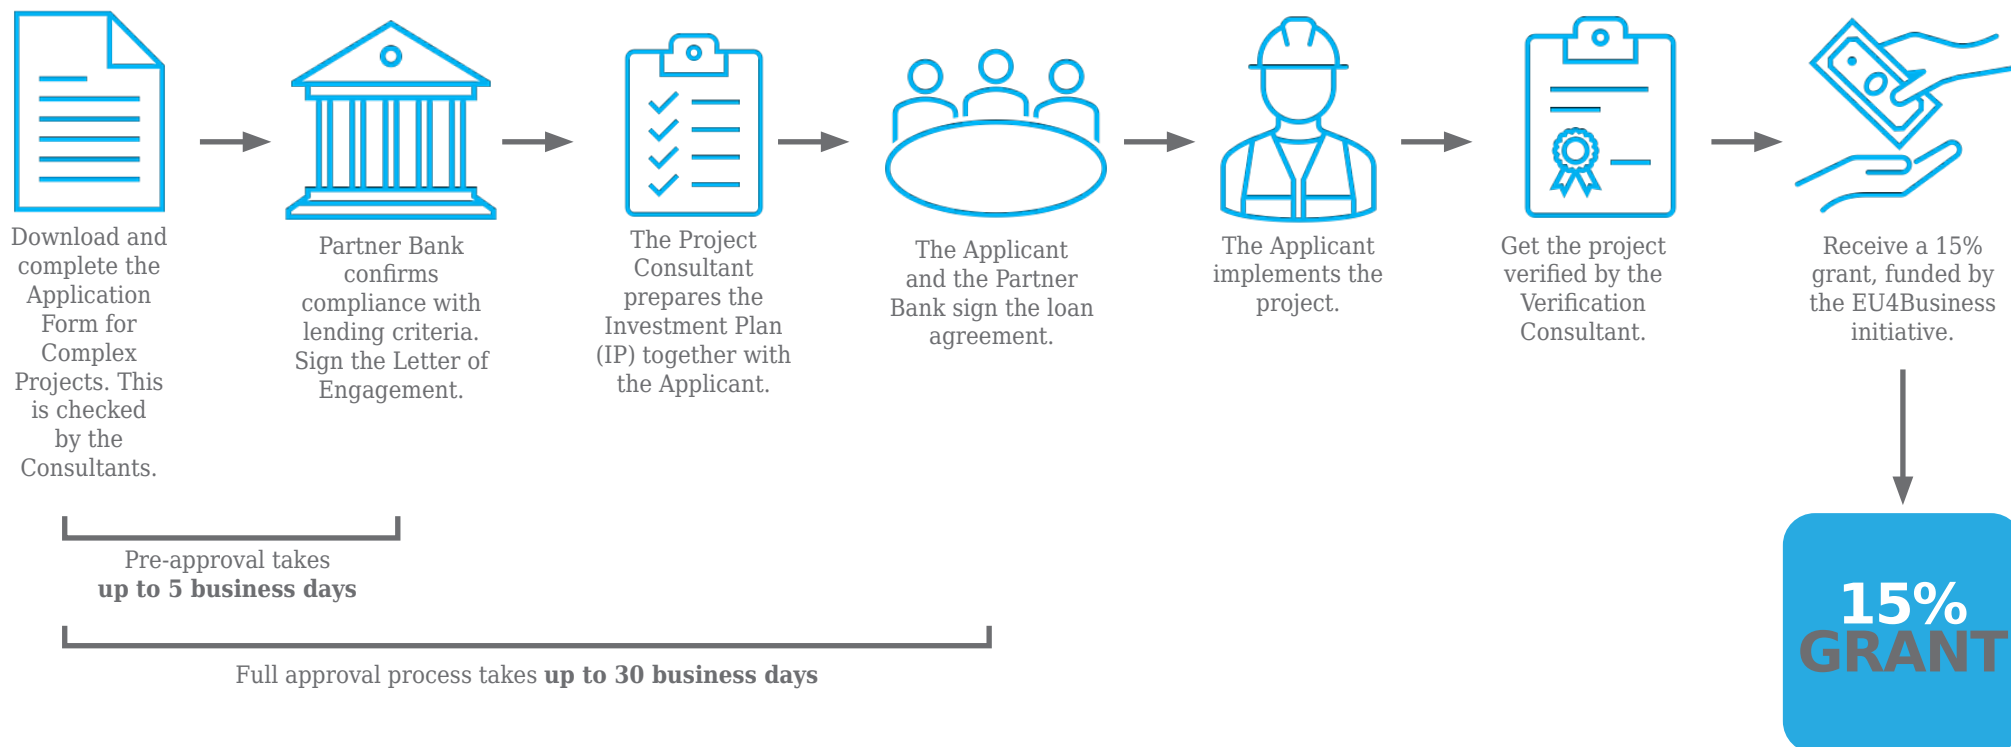 Download and
complete the
Application
Form for
Complex
Projects. This
is checked
by the
Consultants.
Partner Bank
confirms
compliance with
lending criteria.
Sign the Letter of
Engagement.
The Project
Consultant
prepares the
Investment Plan
(IP) together with
the Applicant.
The Applicant
and the Partner
Bank sign the loan
agreement.
The Applicant
implements the
project.
Get the project
verified by the
Verification
Consultant.
Receive a 15%
grant, funded by
the EU4Business
initiative.
Pre-approval takes
up to 5 business days
Full approval process takes up to 30 business days
15%
GRANT